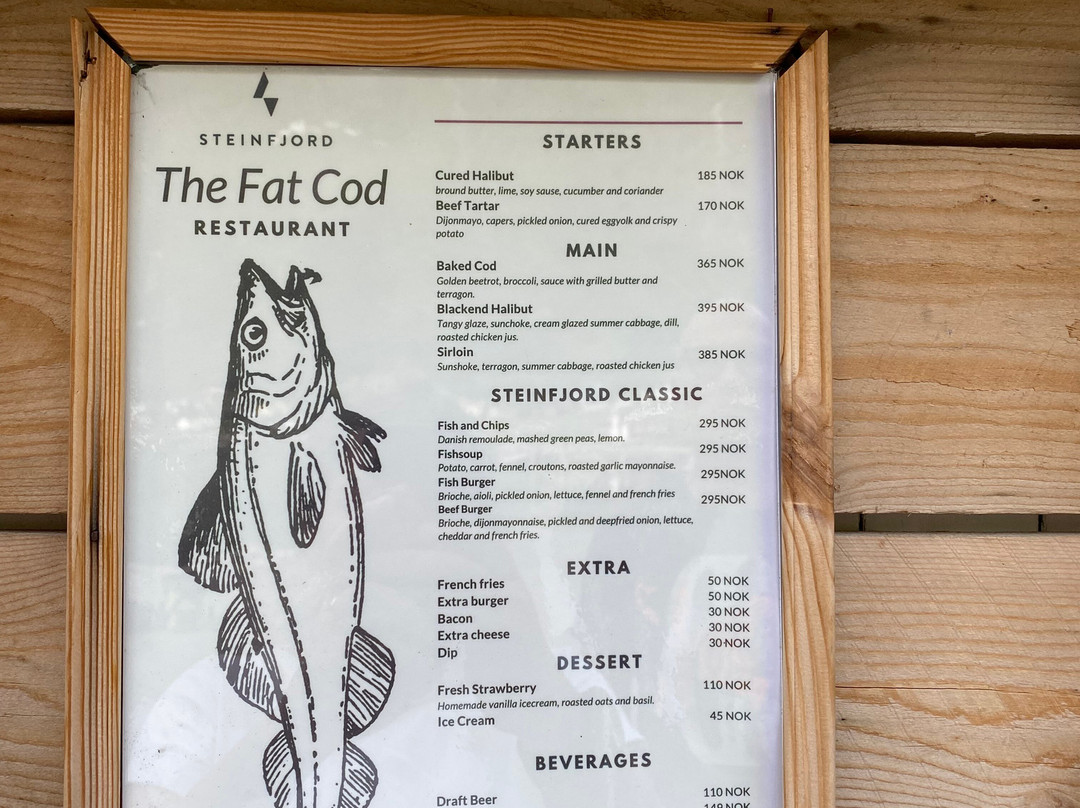 STEINFJORD
The Fat Cod
RESTAURANT
STARTERS
Cured Halibut 185 NOK
bround butter, lime, soy sause, cucumber and coriander
Beef Tartar 170 NOK
Dijonmayo, capers, pickled onion, cured eggyolk and crispy
potato
MAIN
Baked Cod 365 NOK
Golden beetrot, broccoli, sauce with grilled butter and
terragon.
Blackend Halibut 395 NOK
Tangy glaze, sunchoke, cream glazed summer cabbage, dill,
roasted chicken jus.
Sirloin 385 NOK
Sunshoke, terragon, summer cabbage, roasted chicken jus
STEINFJORD CLASSIC
Fish and Chips 295 NOK
Danish remoulade, mashed green peas, lemon.
Fishsoup 295 NOK
Potato, carrot, fennel, croutons, roasted garlic mayonnaise.
Fish Burger 295NOK
Brioche, aioli, pickled onion, lettuce, fennel and french fries
Beef Burger 295NOK
Brioche, dijonmayonnaise, pickled and deepfried onion, lettuce,
cheddar and french fries.
EXTRA
French fries 50 NOK
Extra burger 50 NOK
Bacon 30 NOK
Extra cheese 30 NOK
Dip 30 NOK
DESSERT
Fresh Strawberry 110 NOK
Homemade vanilla icecream, roasted oats and basil.
Ice Cream 45 NOK
BEVERAGES
Draft Beer 110 NOK